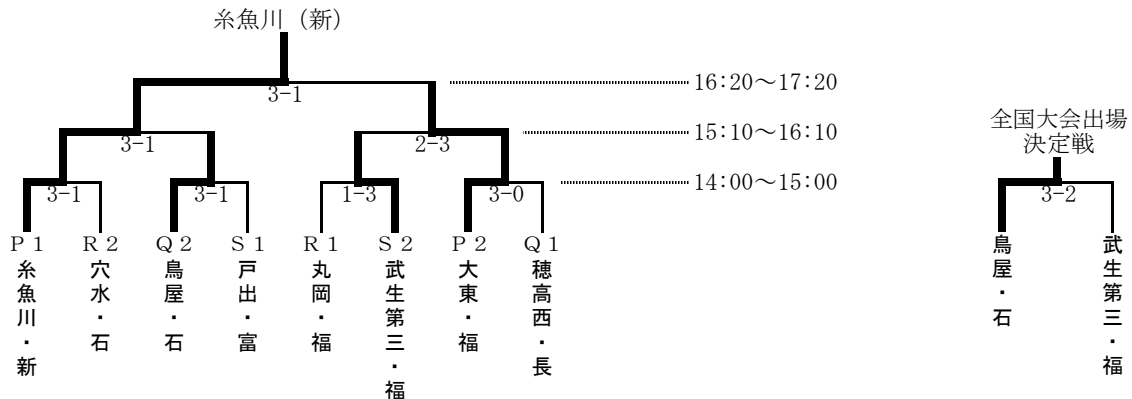 糸魚川（新）
3-1
16:20～17:20
3-1
2-3
15:10～16:10
3-1
3-1
1-3
3-0
14:00～15:00
P1
R2
Q2
S1
R1
S2
P2
Q1
糸魚川・新
穴水・石
鳥屋・石
戸出・富
丸岡・福
武生第三・福
大東・福
穂高西・長
全国大会出場
決定戦
3-2
鳥屋・石
武生第三・福